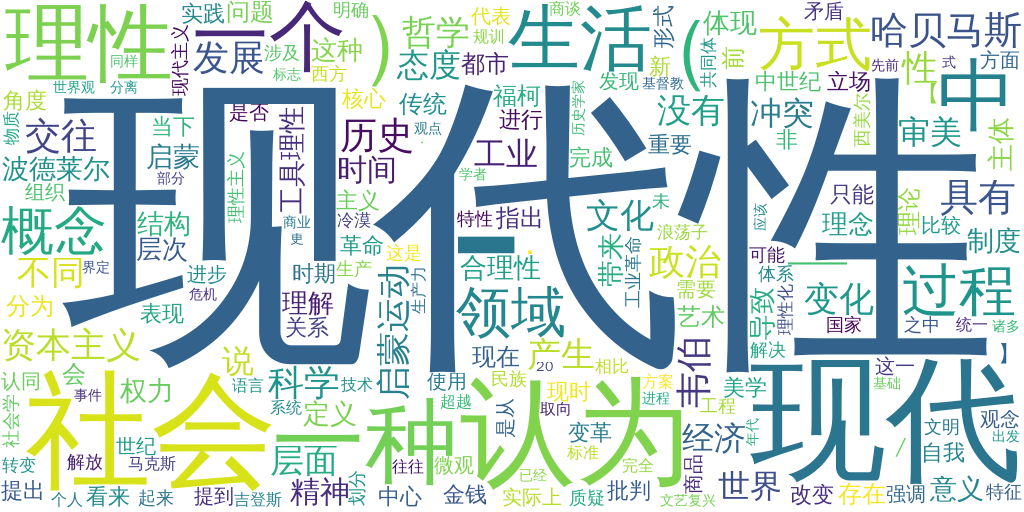 理性
同样
现代主义
实践
问题
明确
一个
发展
涉及
标志
这种
西方
)
哲学
态度
代表
规训
都市
商谈
生活
形式
(
共同体
体现
前
新
方式
矛盾
哈贝马斯
先前
式
方面
性
【
中
世界观
分离
角度
物质
交往
当下
启蒙
部分
波德莱尔
组织
理性主义
是否
工具理性
核心
历史
时间
传统
观点
福柯
进行
工业
学者
历史学家
完成
发现
基督教
没有
重要
冲突
中世纪
立场
非
西美尔
审美
主体
现代性
概念
结构
层次
商业
更
主义
冷漠
革命
特性
指出
文化
未
浪荡子
只能
理念
理论
比较
应该
具有
制度
不同
界定
进步
危机
时期
生产
这是
合理性
带来
工业革命
政治
需要
可能
体系
一
过程
分为
表现
理解
关系
启蒙运动
生产力
领域
艺术
导致
理性化
变化
国家
之中
统一
诸多
】
资本主义
说
现在
产生
20
相比
韦伯
解决
这一
基础
认同
会
事件
权力
语言
科学
技术
使用
超越
民族
现时
方案
进程
美学
工程
现代
社会学
社会
系统
定义
一种
认为
是从
取向
变革
标准
经济
年代
/
文明
观念
出发
自我
转变
解放
世纪
马克斯
层面
往往
微观
已经
完全
商品
提出
个人
看来
起来
提到
吉登斯
精神
划分
中心
金钱
实际上
质疑
批判
文艺复兴
世界
改变
存在
强调
意义
特征